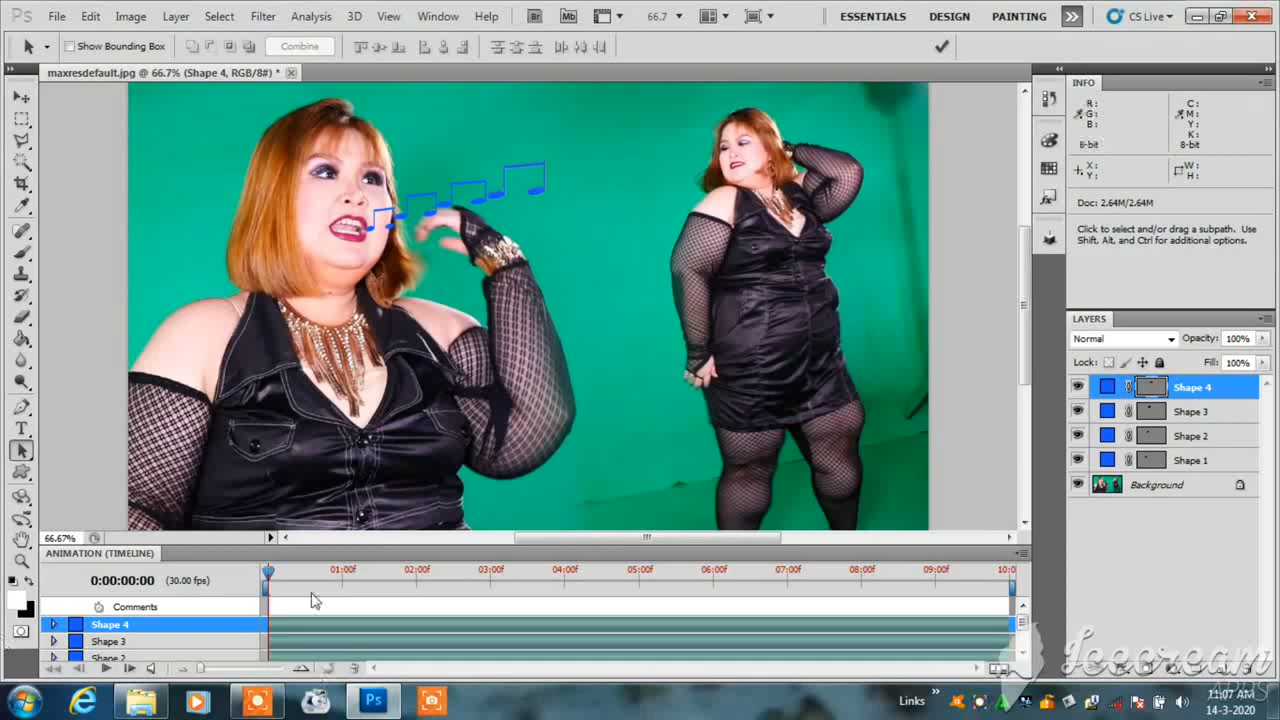 Ps File Edit Image Layer Select Filter Analysis 3D View Window Help Br Mb 66.7 ESSENTIALS DESIGN PAINTING CS Live
Show Bounding Box Combine
maxresdefault.jpg @ 66.7% (Shape 4, RGB/8#) *
INFO
R: C:
G: M:
B: Y:
K:
8-bit 8-bit
X: W:
Y: H:
Doc: 2.64M/2.64M
Click to select and/or drag a subpath. Use
Shift, Alt, and Ctrl for additional options.
LAYERS
Normal Opacity: 100%
Lock: Fill: 100%
Shape 4
Shape 3
Shape 2
Shape 1
Background
66.67%
ANIMATION (TIMELINE)
0:00:00:00 (30.00 fps) 01:00f 02:00f 03:00f 04:00f 05:00f 06:00f 07:00f 08:00f 09:00f 10:0
Comments
Shape 4
Shape 3
Shape 2
Icecream
APPS
Ps Links 11:07 AM
14-3-2020